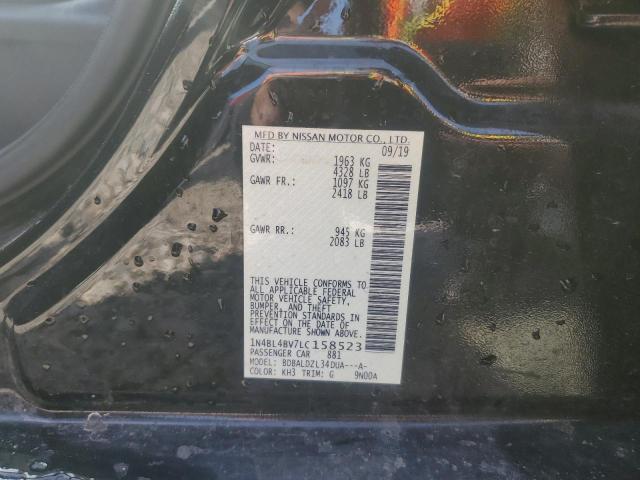 MFD BY NISSAN MOTOR CO., LTD.
DATE: 09/19
GVWR: 1963 KG
4328 LB
GAWR FR.: 1097 KG
2418 LB
GAWR RR.: 945 KG
2083 LB
THIS VEHICLE CONFORMS TO
ALL APPLICABLE FEDERAL
MOTOR VEHICLE SAFETY,
BUMPER, AND THEFT
PREVENTION STANDARDS IN
EFFECT ON THE DATE OF
MANUFACTURE SHOWN ABOVE.
1N4BL4BV7LC158523
PASSENGER CAR 881
MODEL: BDBALDZL34DUA---A-
COLOR: KH3 TRIM: G 9N00A